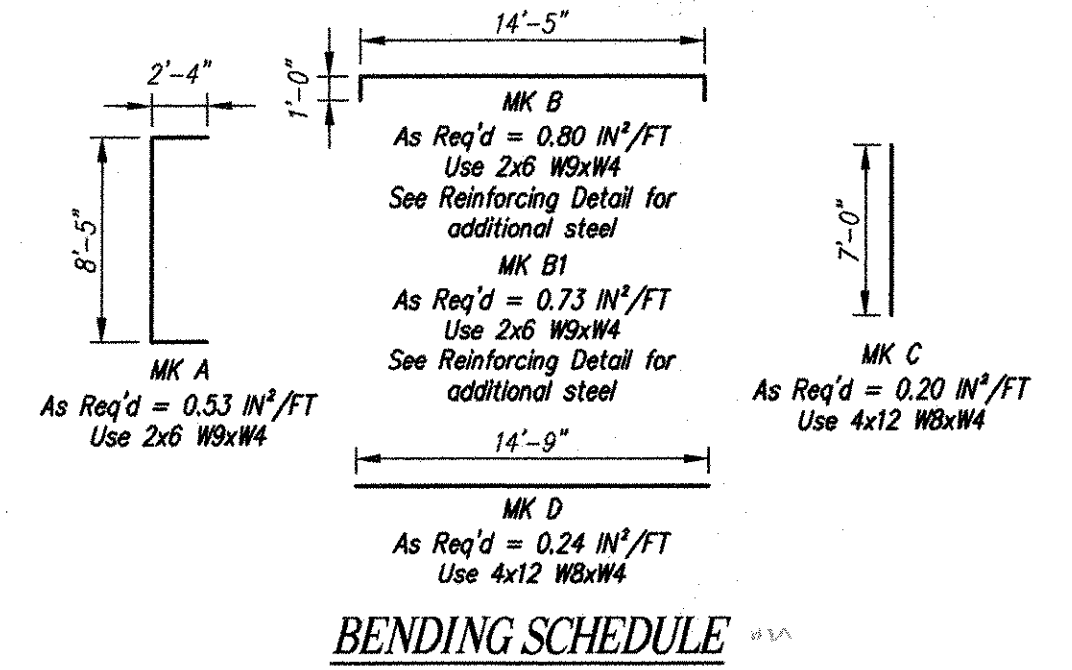 14'-5"
2'-4"
1'-0"
MK B
As Req'd = 0.80 IN²/FT
Use 2x6 W9xW4
See Reinforcing Detail for
additional steel
8'-5"
7'-0"
MK B1
As Req'd = 0.73 IN²/FT
Use 2x6 W9xW4
See Reinforcing Detail for
additional steel
MK A
As Req'd = 0.53 IN²/FT
Use 2x6 W9xW4
MK C
As Req'd = 0.20 IN²/FT
Use 4x12 W8xW4
14'-9"
MK D
As Req'd = 0.24 IN²/FT
Use 4x12 W8xW4
BENDING SCHEDULE